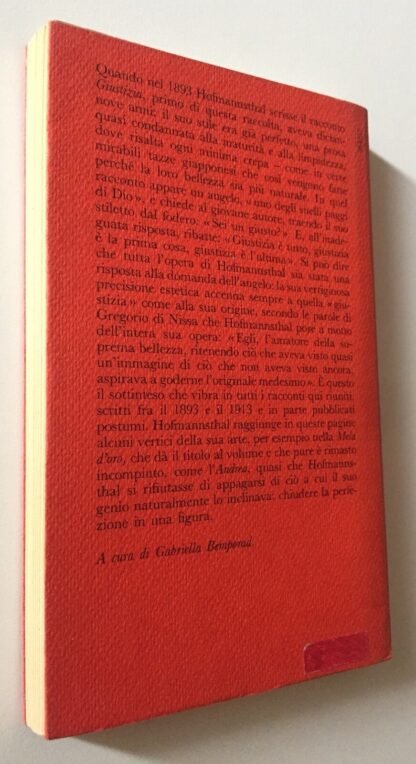 Quando nel 1893 Hofmannsthal scrisse il racconto
Giustizia, primo di questa raccolta, aveva dician-
nove anni: il suo stile era già perfetto, una prosa
quasi condannata alla maturità e alla limpidezza,
dove risalta ogni minima crepa – come in certe
mirabili tazze giapponesi che così vengono fatte
perché la loro bellezza sia più naturale. In quel
racconto appare un angelo, «uno degli snelli paggi
di Dio», e chiede al giovane autore, traendo il suo
stiletto dal fodero: «Sei un giusto?» E, all'inade-
guata risposta, ribatte: «Giustizia è tutto, giustizia
è la prima cosa, giustizia è l'ultima». Si può dire
che tutta l'opera di Hofmannsthal sia stata una
risposta alla domanda dell'angelo: la sua vertiginosa
precisione estetica accenna sempre a quella «giu-
stizia» come alla sua origine, secondo le parole di
Gregorio di Nissa che Hofmannsthal pose a motto
dell'intera sua opera: «Egli, l'amatore della su-
prema bellezza, ritenendo ciò che aveva visto quasi
un'immagine di ciò che non aveva visto ancora,
aspirava a goderne l'originale medesimo». È questo
il sottinteso che vibra in tutti i racconti qui riuniti,
scritti fra il 1893 e il 1913 e in parte pubblicati
postumi. Hofmannsthal raggiunge in queste pagine
alcuni vertici della sua arte, per esempio nella Mela
d'oro, che dà il titolo al volume e che pare è rimasto
incompiuto, come l'Andrea, quasi che Hofmanns-
thal si rifiutasse di appagarsi di ciò a cui il suo
genio naturalmente lo inclinava: chiudere la perfe-
zione in una figura.
A cura di Gabriella Bemporad